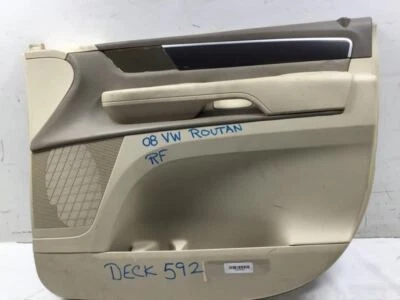 08 VW ROUTAN
RF
DECK 592